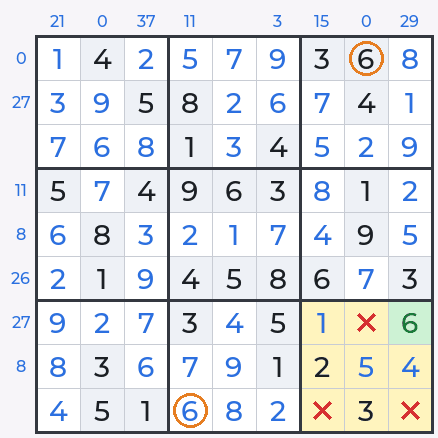 21 0 37 11 3 15 0 29
0 1 4 2 5 7 9 3 6 8
27 3 9 5 8 2 6 7 4 1
7 6 8 1 3 4 5 2 9
11 5 7 4 9 6 3 8 1 2
8 6 8 3 2 1 7 4 9 5
26 2 1 9 4 5 8 6 7 3
27 9 2 7 3 4 5 1 6
8 8 3 6 7 9 1 2 5 4
4 5 1 6 8 2 3